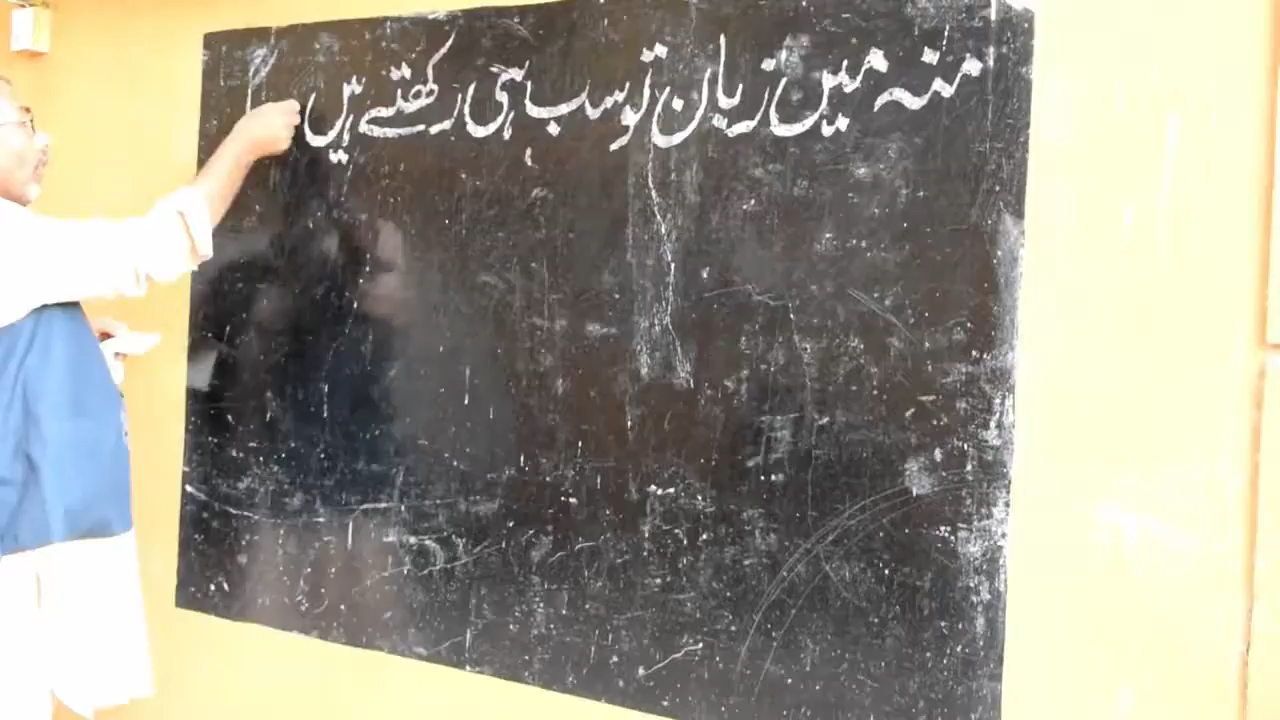 منہ میں زبان تو سب ہی رکھتے ہیں